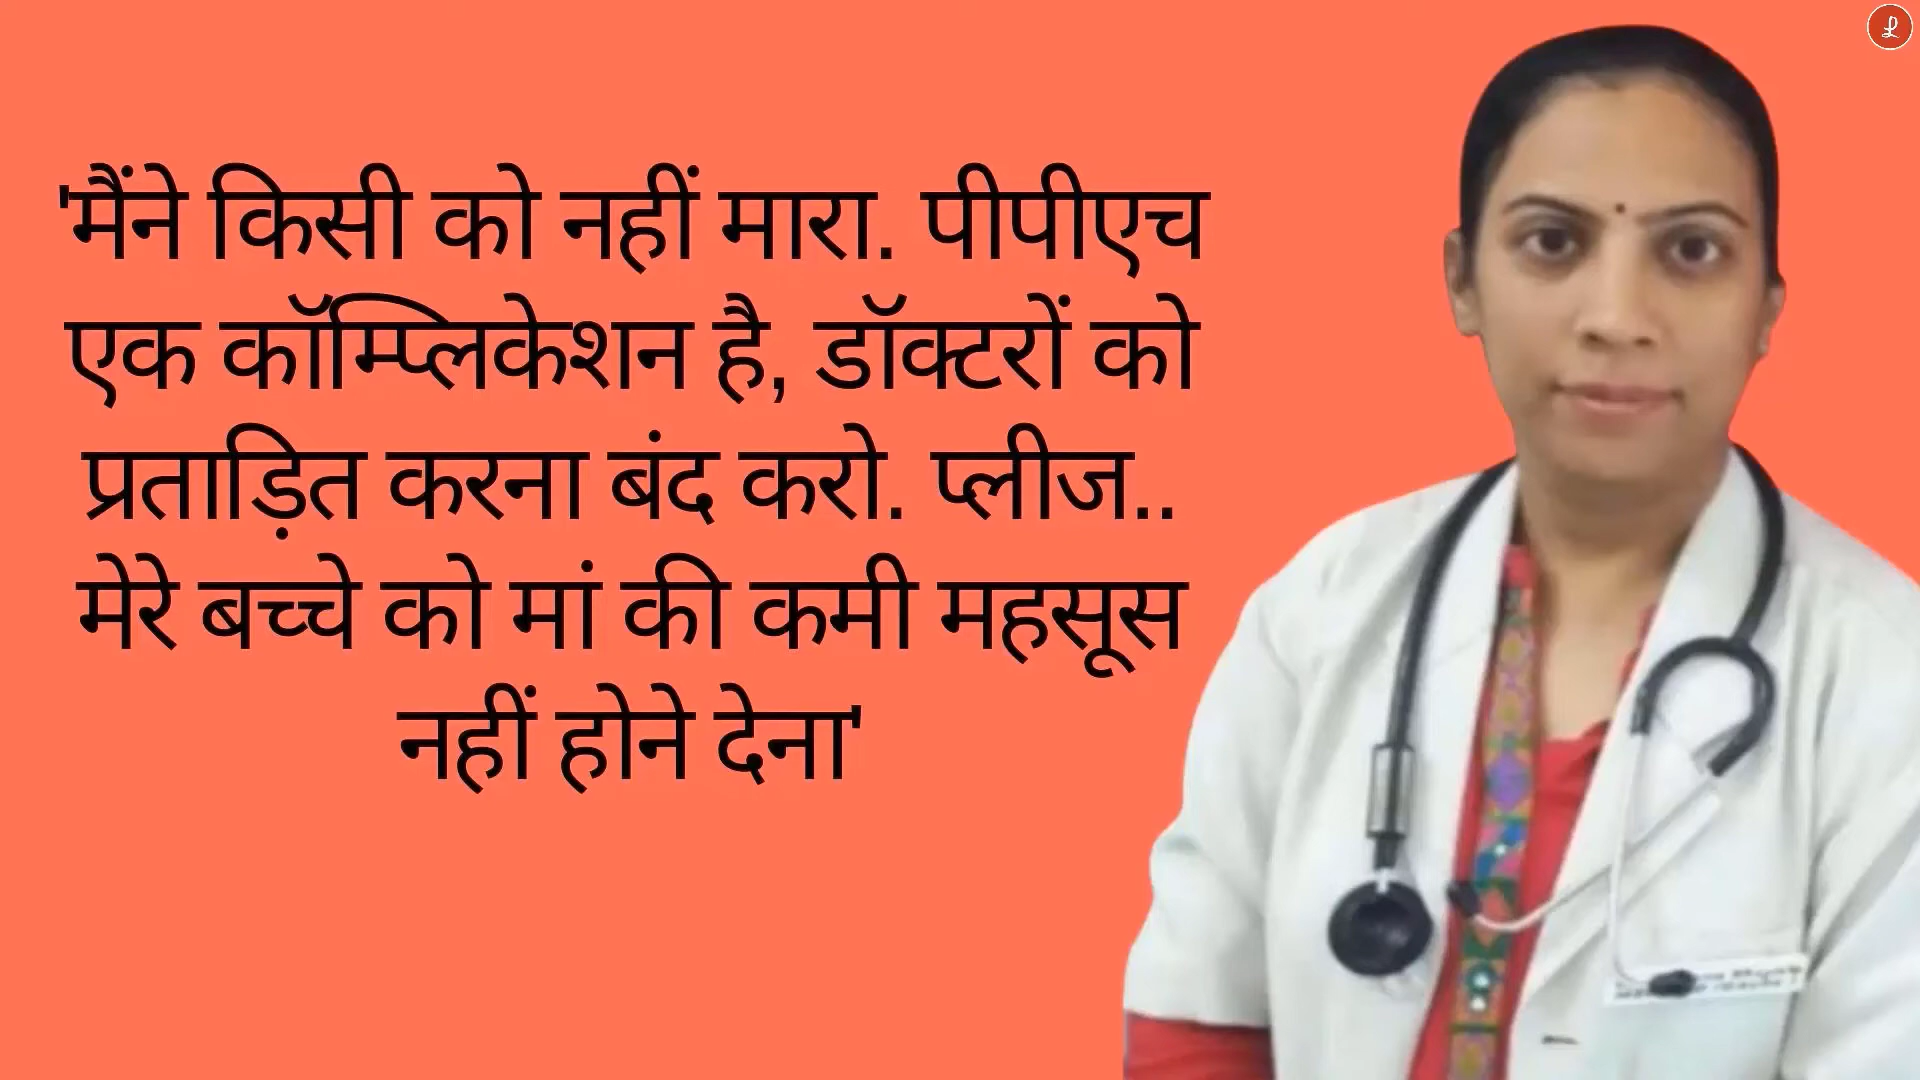 'मैंने किसी को नहीं मारा. पीपीएच
एक कॉम्प्लिकेशन है, डॉक्टरों को
प्रताड़ित करना बंद करो. प्लीज..
मेरे बच्चे को मां की कमी महसूस
नहीं होने देना'